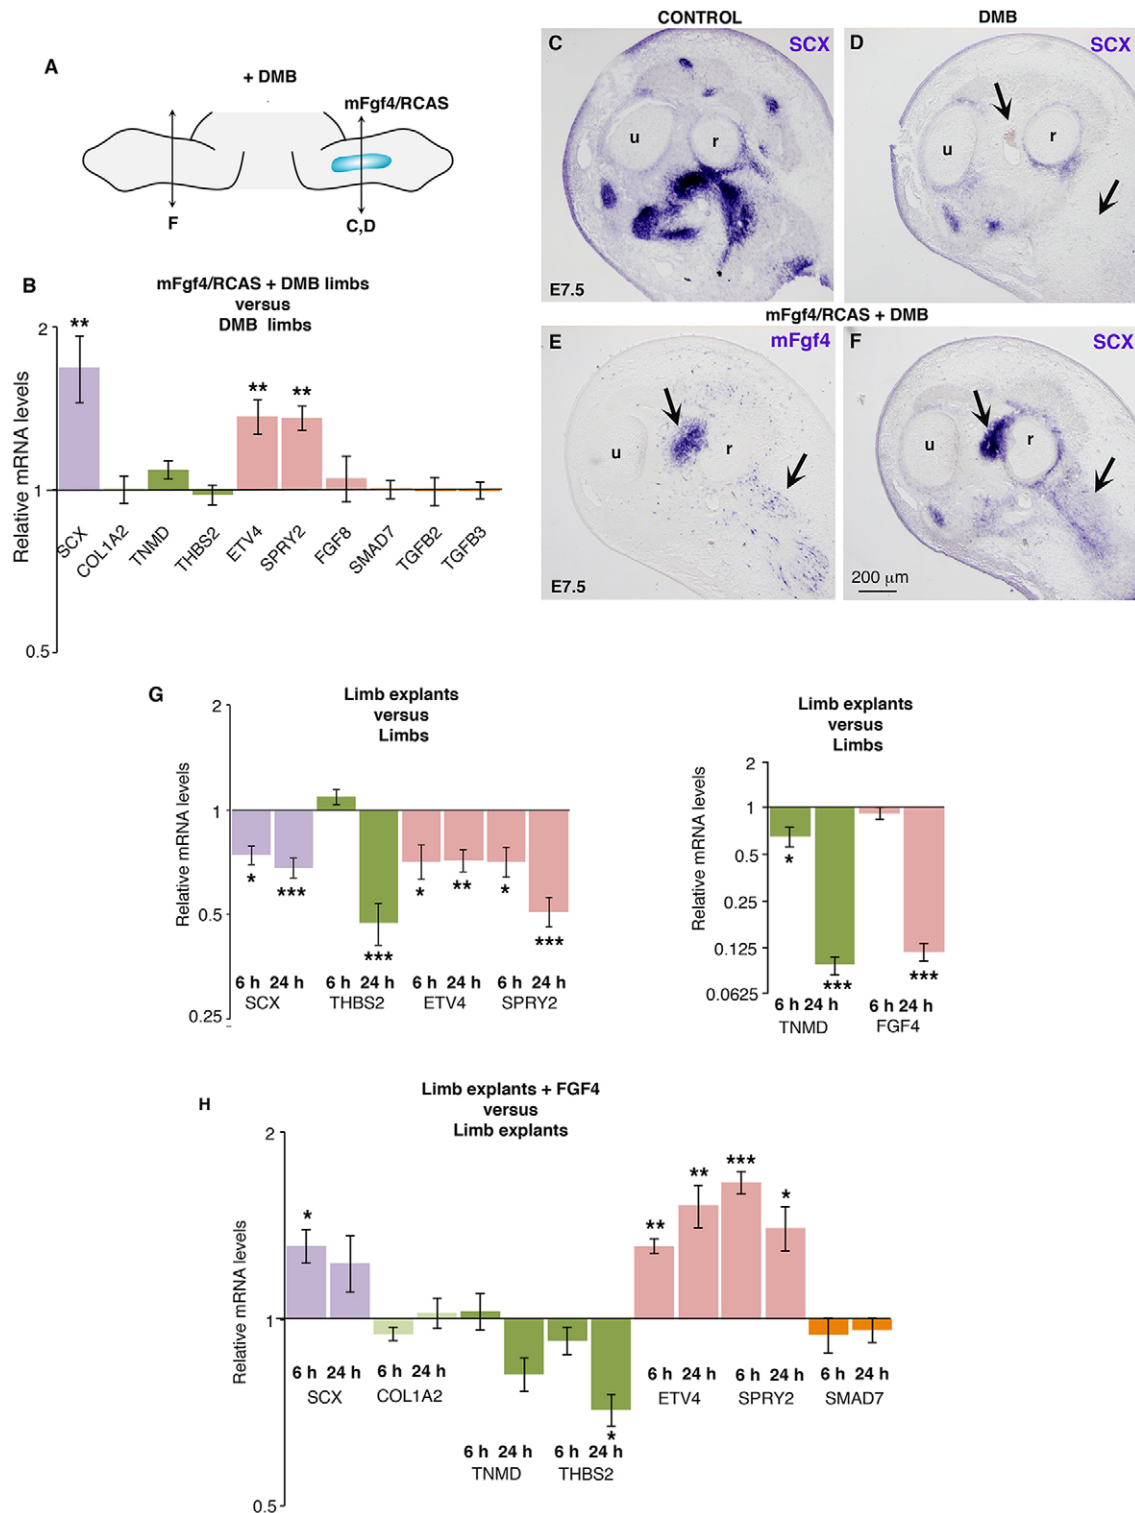 A
+ DMB
mFgf4/RCAS
F
C,D
B
mFgf4/RCAS + DMB limbs
versus
DMB limbs
Relative mRNA levels
2
1
0.5
**
**
**
SCX
COL1A2
TNMD
THBS2
ETV4
SPRY2
FGF8
SMAD7
TGFB2
TGFB3
CONTROL
DMB
C
SCX
u
r
E7.5
D
SCX
u
r
mFgf4/RCAS + DMB
E
mFgf4
u
r
E7.5
F
SCX
u
r
200 µm
G
Limb explants
versus
Limbs
Relative mRNA levels
2
1
0.5
0.25
*
***
***
*
**
*
***
6 h 24 h
6 h 24 h
6 h 24 h
6 h 24 h
SCX
THBS2
ETV4
SPRY2
Limb explants
versus
Limbs
Relative mRNA levels
2
1
0.5
0.25
0.125
0.0625
*
***
***
6 h 24 h
6 h 24 h
TNMD
FGF4
H
Limb explants + FGF4
versus
Limb explants
Relative mRNA levels
2
1
0.5
*
**
**
***
*
*
6 h 24 h
SCX
6 h 24 h
COL1A2
6 h 24 h
TNMD
6 h 24 h
THBS2
6 h 24 h
ETV4
6 h 24 h
SPRY2
6 h 24 h
SMAD7